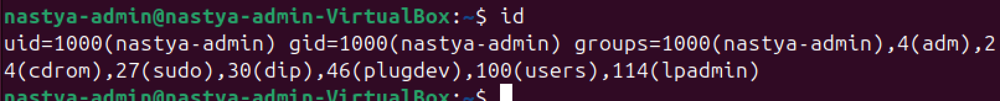 nastya-admin@nastya-admin-VirtualBox:~$ id
uid=1000(nastya-admin) gid=1000(nastya-admin) groups=1000(nastya-admin),4(adm),2
4(cdrom),27(sudo),30(dip),46(plugdev),100(users),114(lpadmin)
nastya-admin@nastya-admin-VirtualBox:~$